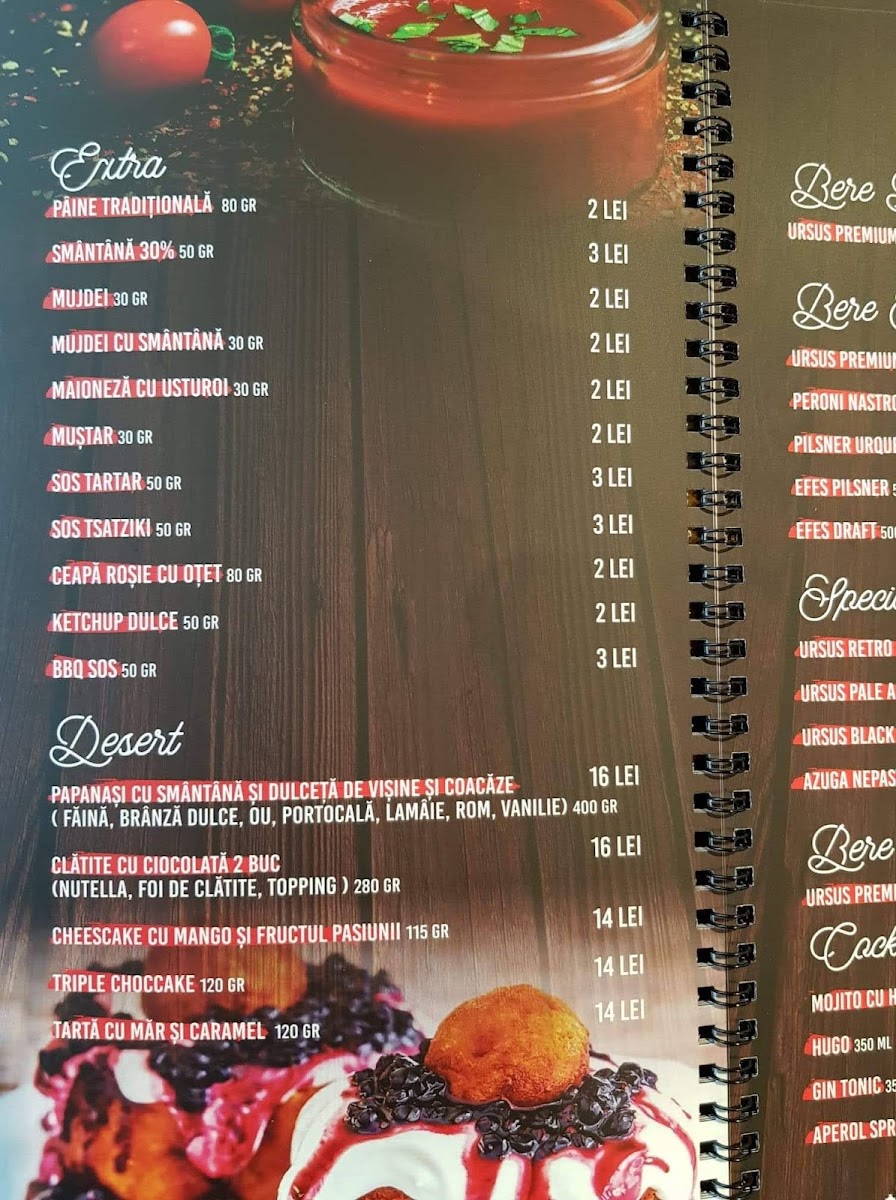 Extra
PÂINE TRADIȚIONALĂ 80 GR 2 LEI
SMÂNTÂNĂ 30% 50 GR 3 LEI
MUJDEI 30 GR 2 LEI
MUJDEI CU SMÂNTÂNĂ 30 GR 2 LEI
MAIONEZĂ CU USTUROI 30 GR 2 LEI
MUȘTAR 30 GR 2 LEI
SOS TARTAR 50 GR 3 LEI
SOS TSATZIKI 50 GR 3 LEI
CEAPĂ ROȘIE CU OȚET 80 GR 2 LEI
KETCHUP DULCE 50 GR 2 LEI
BBQ SOS 50 GR 3 LEI
Desert
PAPANAȘI CU SMÂNTÂNĂ ȘI DULCEȚĂ DE VIȘINE ȘI COACĂZE 16 LEI
( FĂINĂ, BRÂNZĂ DULCE, OU, PORTOCALĂ, LAMÂIE, ROM, VANILIE) 400 GR
CLĂTITE CU CIOCOLATĂ 2 BUC 16 LEI
(NUTELLA, FOI DE CLĂTITE, TOPPING ) 280 GR
CHEESCAKE CU MANGO ȘI FRUCTUL PASIUNII 115 GR 14 LEI
TRIPLE CHOCCAKE 120 GR 14 LEI
TARTĂ CU MĂR ȘI CARAMEL 120 GR 14 LEI
Bere
URSUS PREMIUM
Bere
URSUS PREMIUM
PERONI
PILSNER
EFES PILSNER
EFES DRAFT
URSUS RETRO
URSUS PALE
URSUS BLACK
AZUGA
Bere
URSUS
MOJITO CU
HUGO 350 ML
GIN TONIC
APEROL